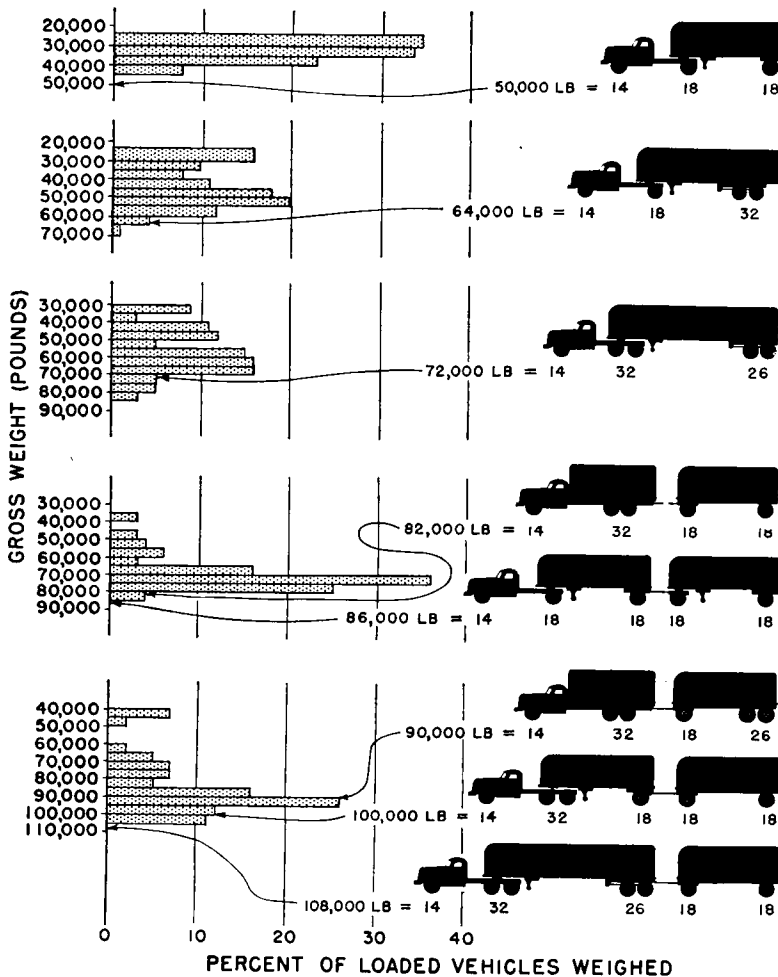 20,000
30,000
40,000
50,000
50,000 LB = 14 18 18
20,000
30,000
40,000
50,000
60,000
70,000
64,000 LB = 14 18 32
GROSS WEIGHT (POUNDS)
30,000
40,000
50,000
60,000
70,000
80,000
90,000
72,000 LB = 14 32 26
30,000
40,000
50,000
60,000
70,000
80,000
90,000
82,000 LB = 14 32 18 18
86,000 LB = 14 18 18 18 18
40,000
50,000
60,000
70,000
80,000
90,000
100,000
110,000
90,000 LB = 14 32 18 26
100,000 LB = 14 32 18 18 18
108,000 LB = 14 32 26 18 18
0 10 20 30 40
PERCENT OF LOADED VEHICLES WEIGHED